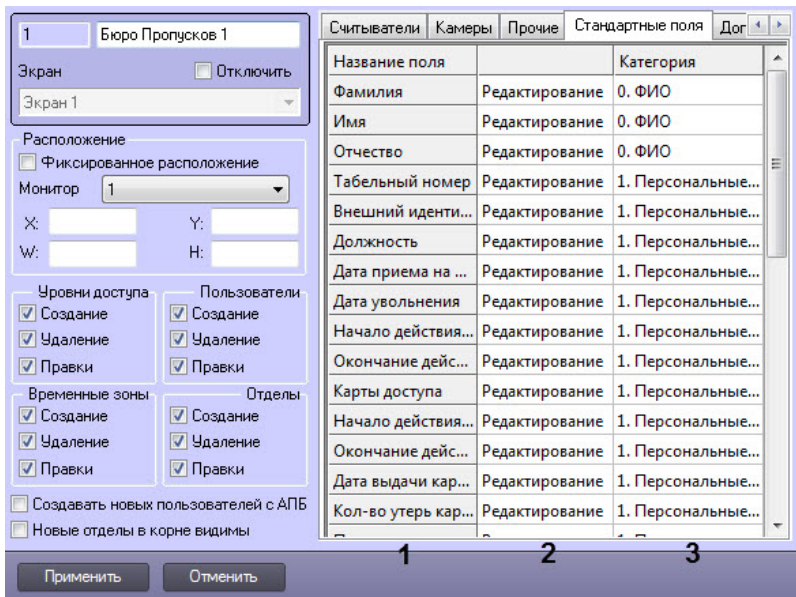 1 Бюро Пропусков 1
Экран Отключить
Экран 1
Расположение
Фиксированное расположение
Монитор 1
X: Y:
W: H:
Уровни доступа
Создание
Удаление
Правки
Пользователи
Создание
Удаление
Правки
Временные зоны
Создание
Удаление
Правки
Отделы
Создание
Удаление
Правки
Создавать новых пользователей с АПБ
Новые отделы в корне видимы
Считыватели Камеры Прочие Стандартные поля Доп
Название поля Категория
Фамилия Редактирование 0. ФИО
Имя Редактирование 0. ФИО
Отчество Редактирование 0. ФИО
Табельный номер Редактирование 1. Персональные...
Внешний иденти... Редактирование 1. Персональные...
Должность Редактирование 1. Персональные...
Дата приема на ... Редактирование 1. Персональные...
Дата увольнения Редактирование 1. Персональные...
Начало действия... Редактирование 1. Персональные...
Окончание дейс... Редактирование 1. Персональные...
Карты доступа Редактирование 1. Персональные...
Начало действия... Редактирование 1. Персональные...
Окончание дейс... Редактирование 1. Персональные...
Дата выдачи кар... Редактирование 1. Персональные...
Кол-во утерь кар... Редактирование 1. Персональные...
1 2 3
Применить Отменить